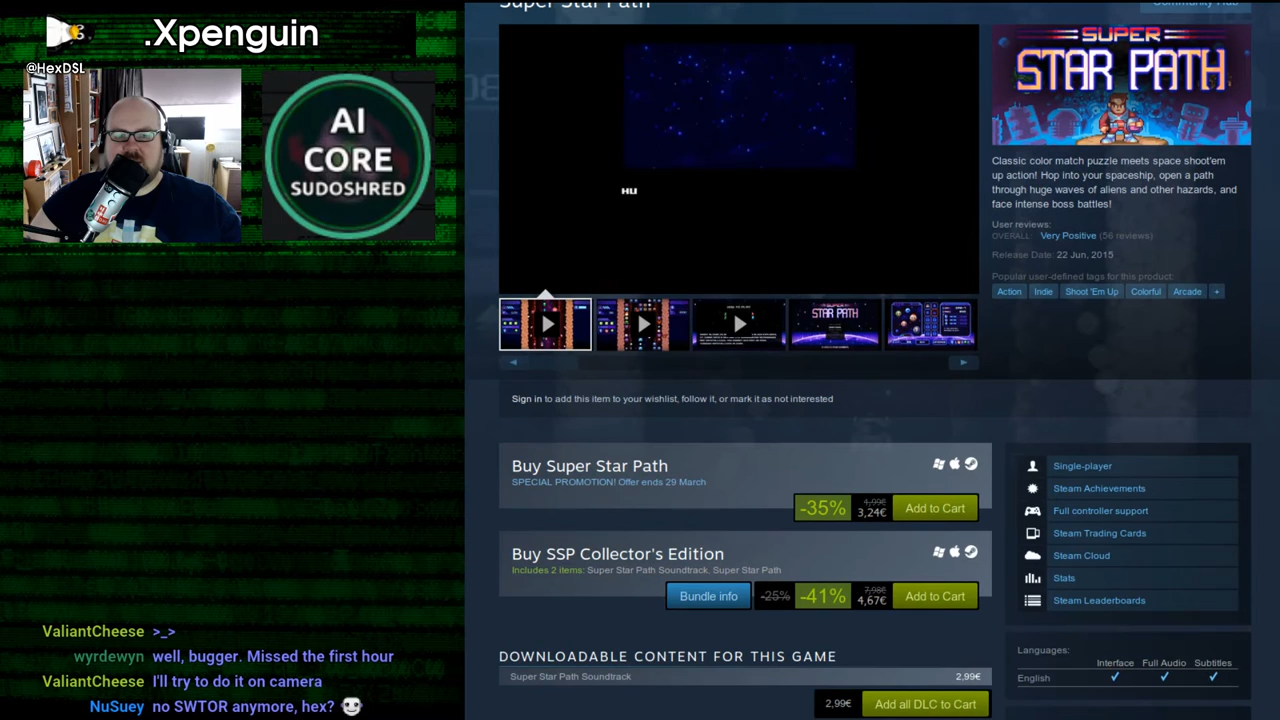 .Xpenguin
@HexDSL
AI
CORE
SUDOSHRED
ValiantCheese >_>
wyrdewyn well, bugger. Missed the first hour
ValiantCheese I'll try to do it on camera
NuSuey no SWTOR anymore, hex?
Super Star Path
Community Hub
HU
STAR PATH
SUPER
STAR PATH
Classic color match puzzle meets space shoot'em
up action! Hop into your spaceship, open a path
through huge waves of aliens and other hazards, and
face intense boss battles!
User reviews:
OVERALL: Very Positive (56 reviews)
Release Date: 22 Jun, 2015
Popular user-defined tags for this product:
Action Indie Shoot 'Em Up Colorful Arcade +
Sign in to add this item to your wishlist, follow it, or mark it as not interested
Buy Super Star Path
SPECIAL PROMOTION! Offer ends 29 March
-35% 4,99€ 3,24€ Add to Cart
Buy SSP Collector's Edition
Includes 2 items: Super Star Path Soundtrack, Super Star Path
Bundle info -25% -41% 7,98€ 4,67€ Add to Cart
DOWNLOADABLE CONTENT FOR THIS GAME
Super Star Path Soundtrack 2,99€
2,99€ Add all DLC to Cart
Single-player
Steam Achievements
Full controller support
Steam Trading Cards
Steam Cloud
Stats
Steam Leaderboards
Languages:
Interface Full Audio Subtitles
English ✓ ✓ ✓